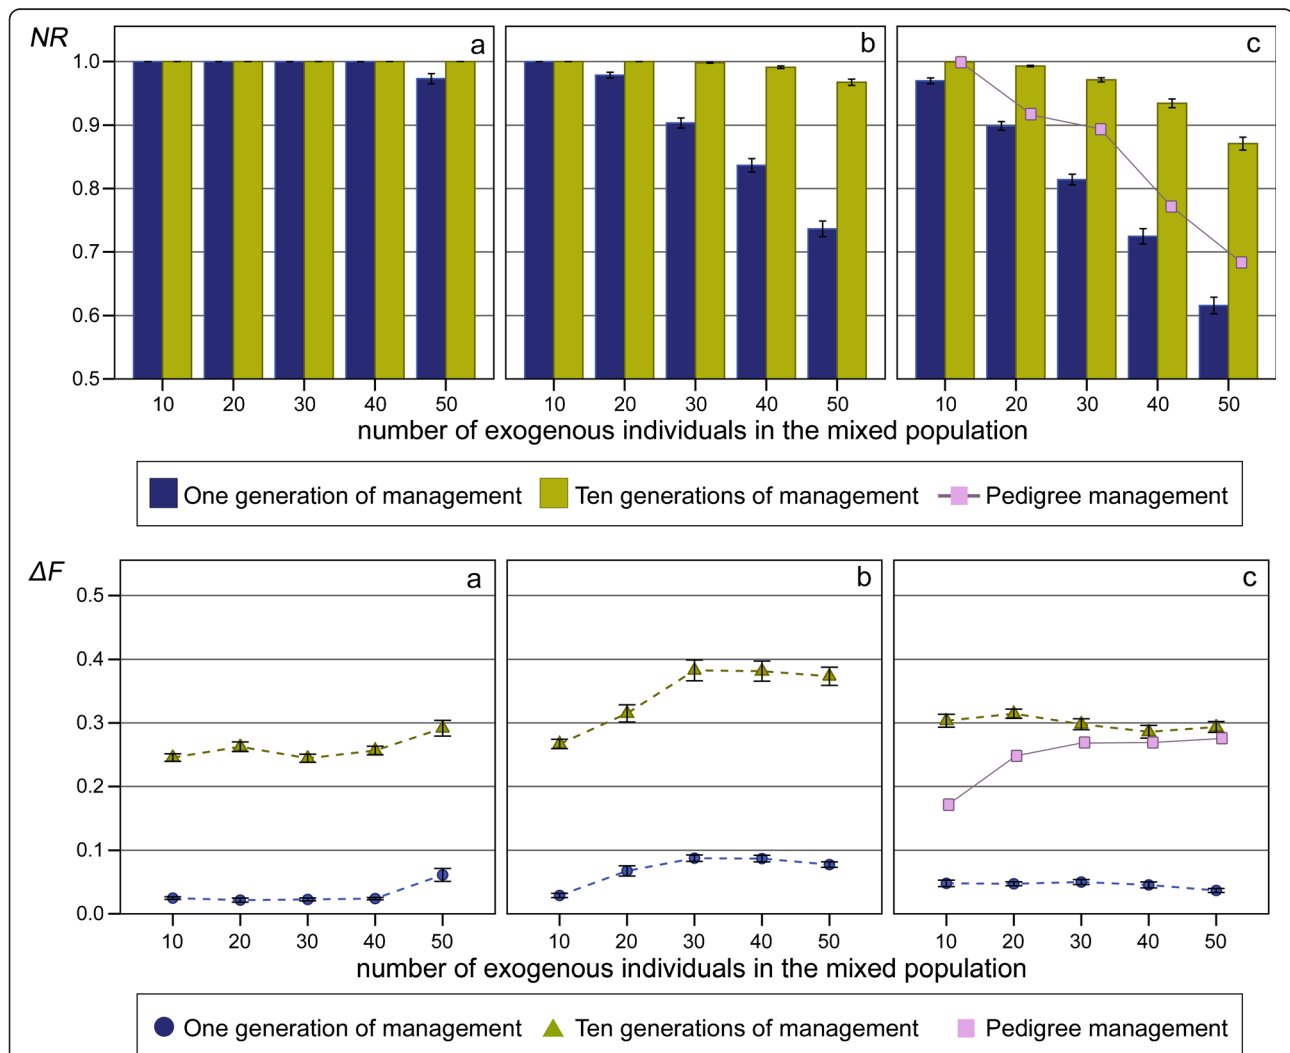 NR
a
b
c
1.0
0.9
0.8
0.7
0.6
0.5
10 20 30 40 50
10 20 30 40 50
10 20 30 40 50
number of exogenous individuals in the mixed population
One generation of management
Ten generations of management
Pedigree management
ΔF
a
b
c
0.5
0.4
0.3
0.2
0.1
0.0
10 20 30 40 50
10 20 30 40 50
10 20 30 40 50
number of exogenous individuals in the mixed population
One generation of management
Ten generations of management
Pedigree management